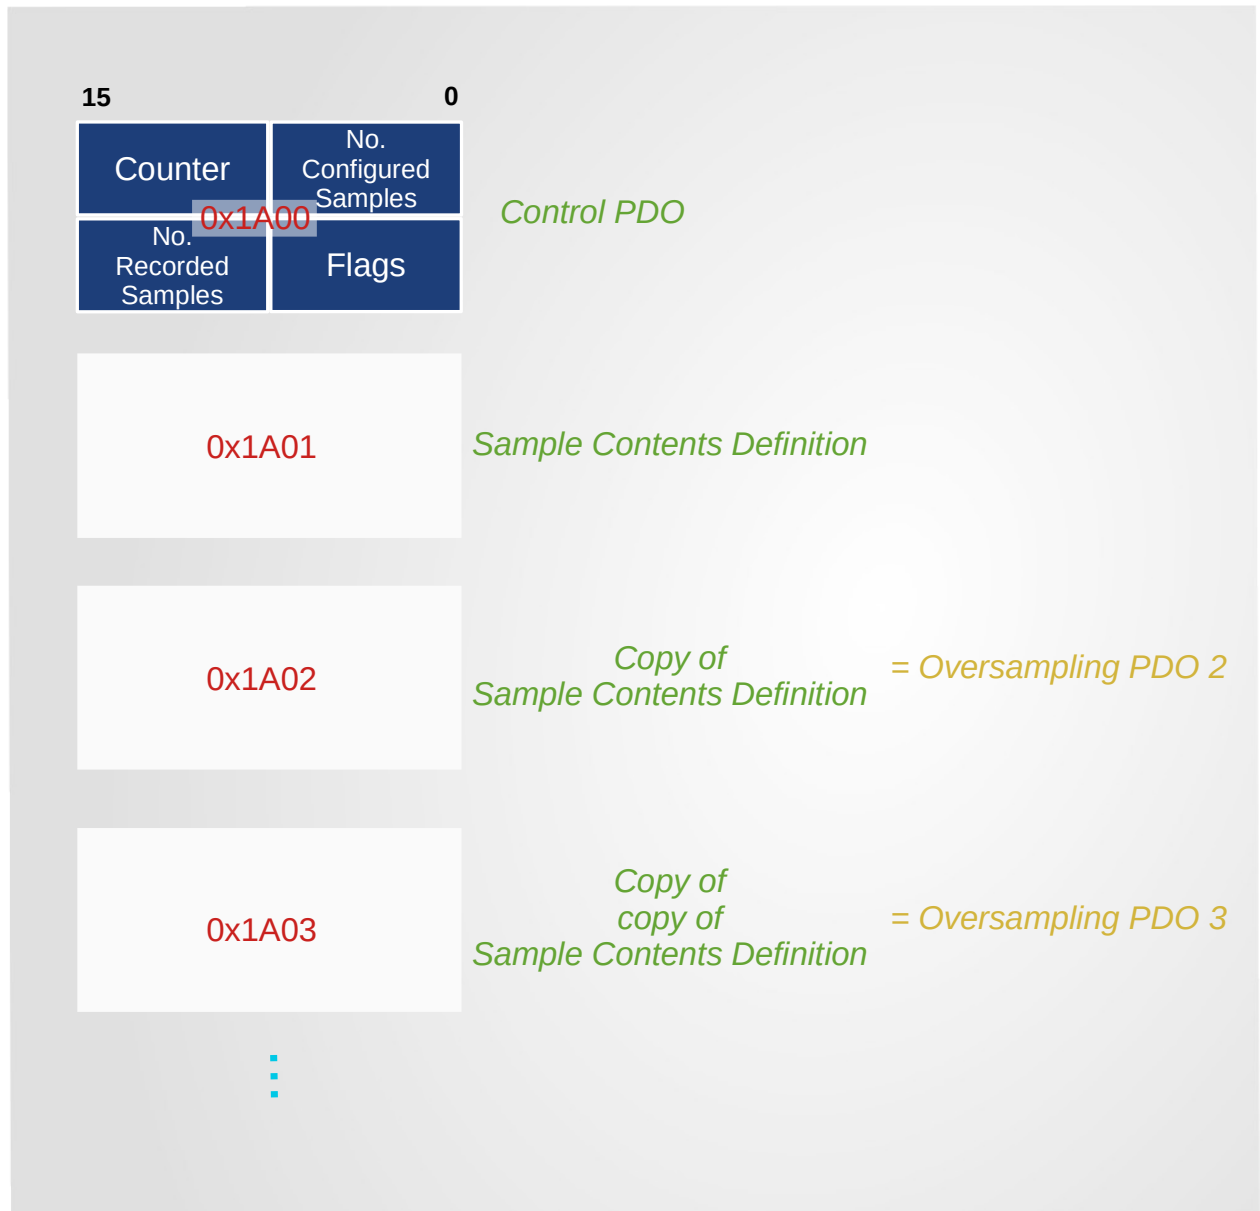 15
0
Counter
No.
Configured
Samples
0x1A00
No.
Recorded
Samples
Flags
Control PDO
0x1A01
Sample Contents Definition
0x1A02
Copy of
Sample Contents Definition
= Oversampling PDO 2
0x1A03
Copy of
copy of
Sample Contents Definition
= Oversampling PDO 3